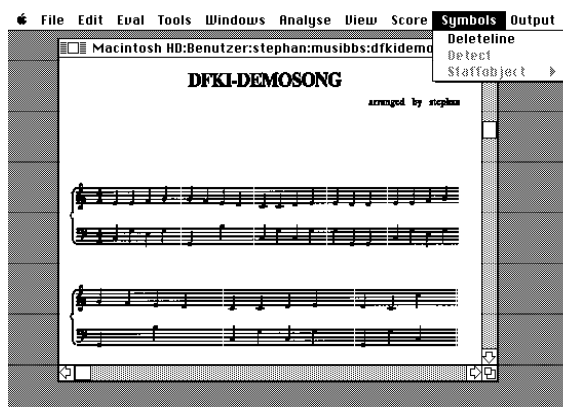 File Edit Eval Tools Windows Analyse View Score Symbols Output
Macintosh HD:Benutzer:stephan:musibbs:dfkidemo
Deleteline
Detect
Staffobject
DFKI-DEMOSONG
arranged by stephan